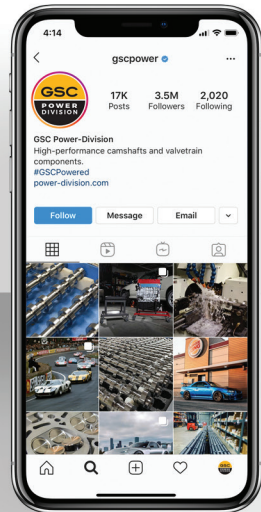 4:14
gscpower
GSC
POWER
DIVISION
17K
Posts
3.5M
Followers
2,020
Following
GSC Power-Division
High-performance camshafts and valvetrain
components.
#GSCPowered
power-division.com
Follow
Message
Email
GSC